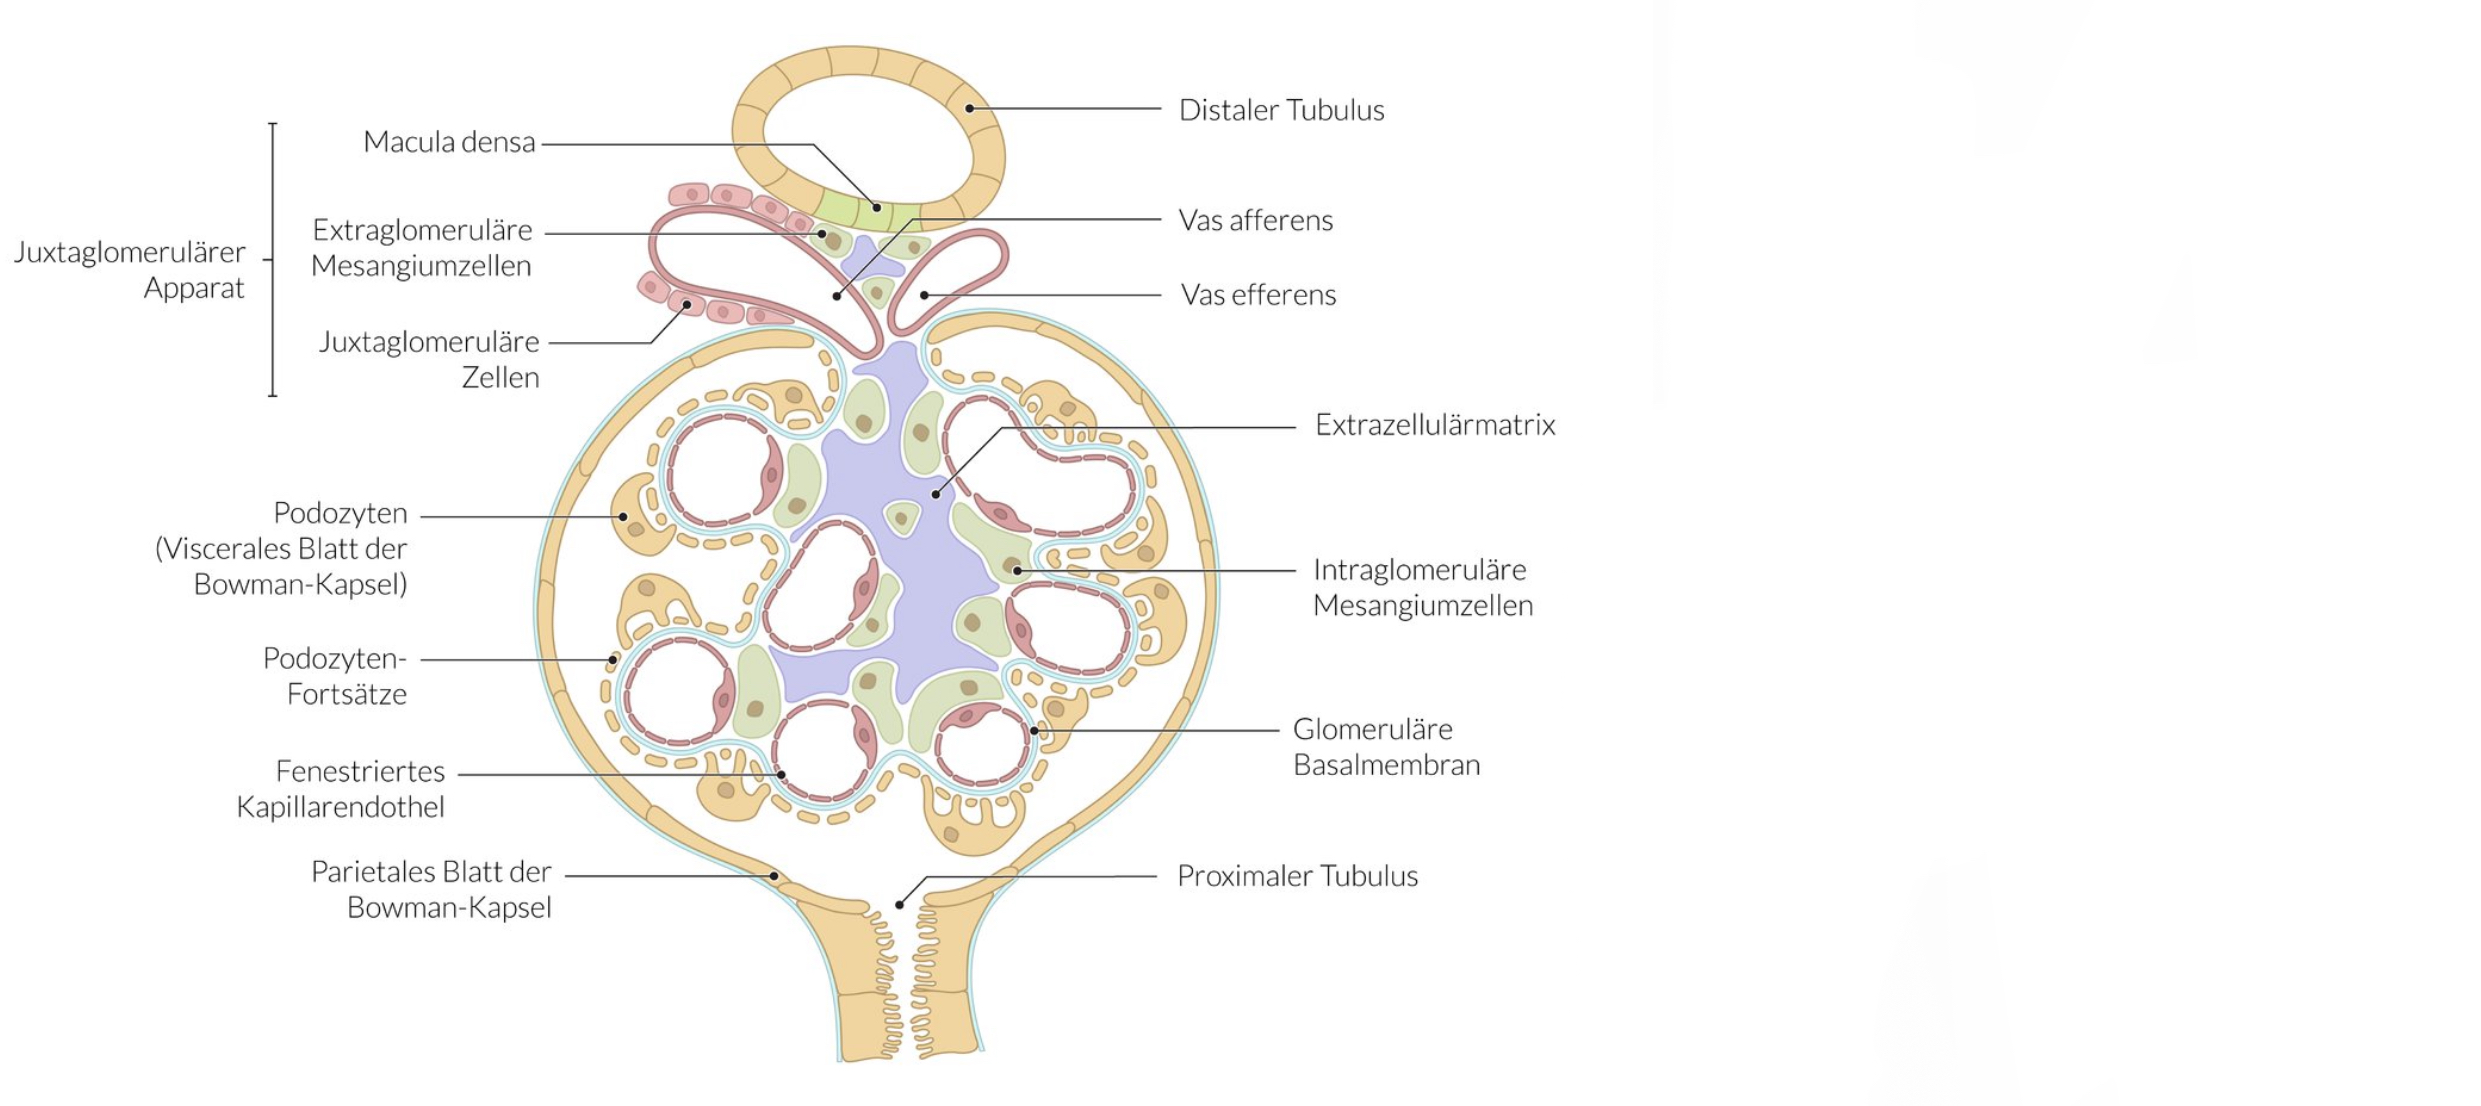 Distaler Tubulus
Macula densa
Vas afferens
Extraglomeruläre
Mesangiumzellen
Juxtaglomerulärer
Apparat
Vas efferens
Juxtaglomeruläre
Zellen
Extrazellulärmatrix
Podozyten
(Viscerales Blatt der
Bowman-Kapsel)
Intraglomeruläre
Mesangiumzellen
Podozyten-
Fortsätze
Glomeruläre
Basalmembran
Fenestriertes
Kapillarendothel
Parietales Blatt der
Bowman-Kapsel
Proximaler Tubulus